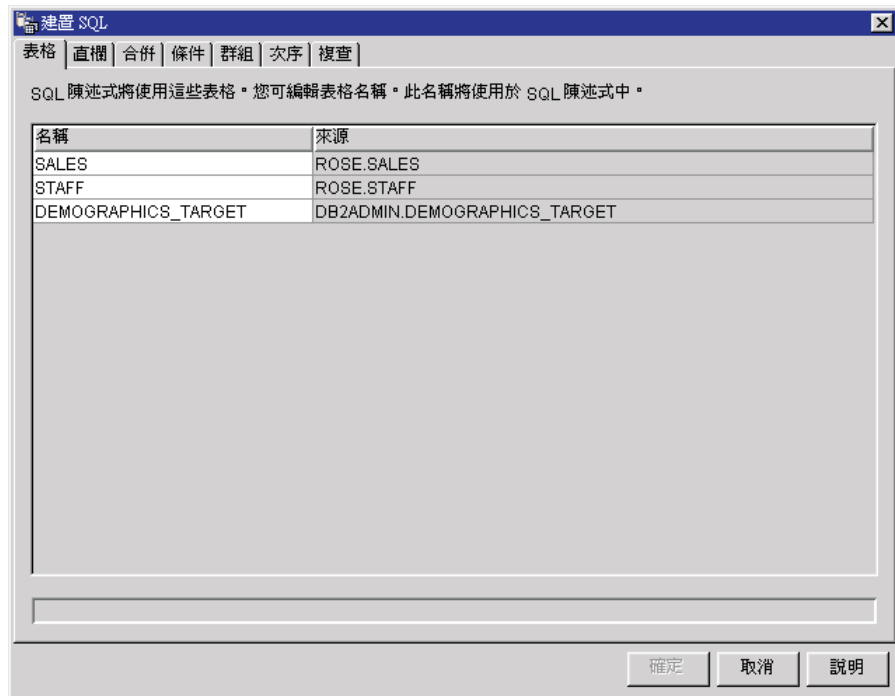 建置 SQL
表格 直欄 合併 條件 群組 次序 複查
SQL 陳述式將使用這些表格。您可編輯表格名稱。此名稱將使用於 SQL 陳述式中。
名稱 來源
SALES ROSE.SALES
STAFF ROSE.STAFF
DEMOGRAPHICS_TARGET DB2ADMIN.DEMOGRAPHICS_TARGET
確定 取消 說明